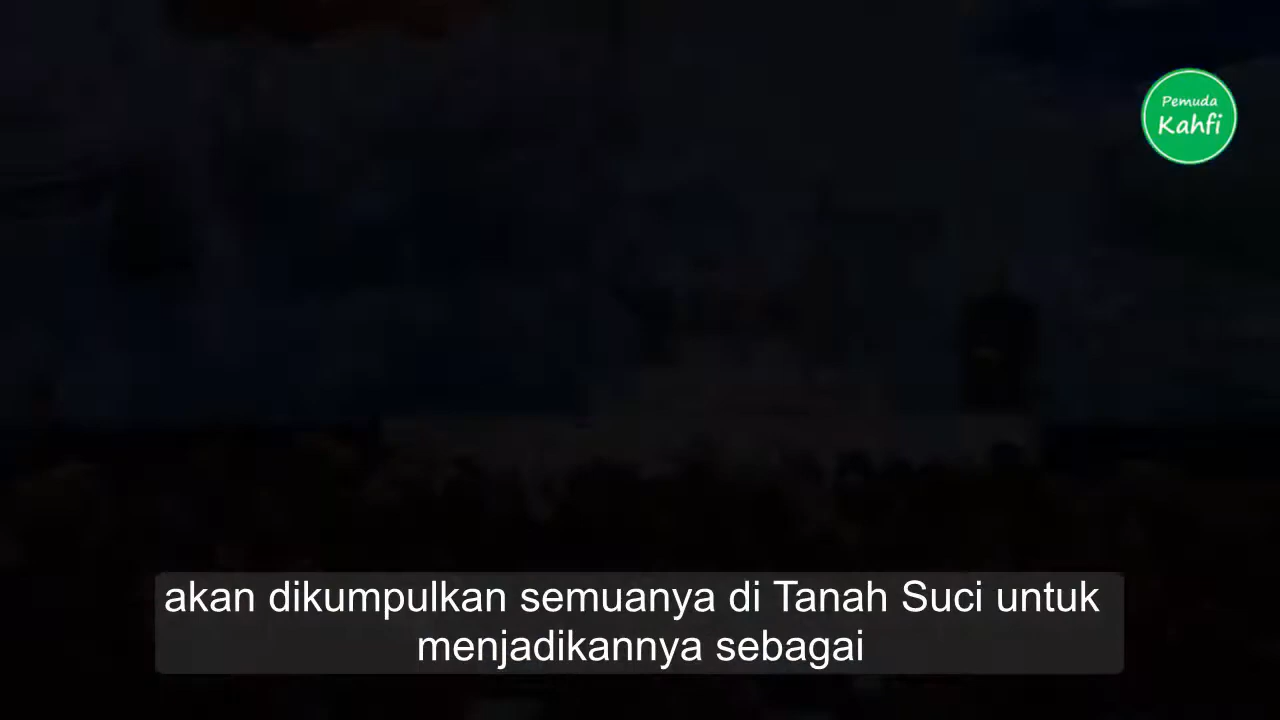 Pemuda
Kahfi
akan dikumpulkan semuanya di Tanah Suci untuk
menjadikannya sebagai